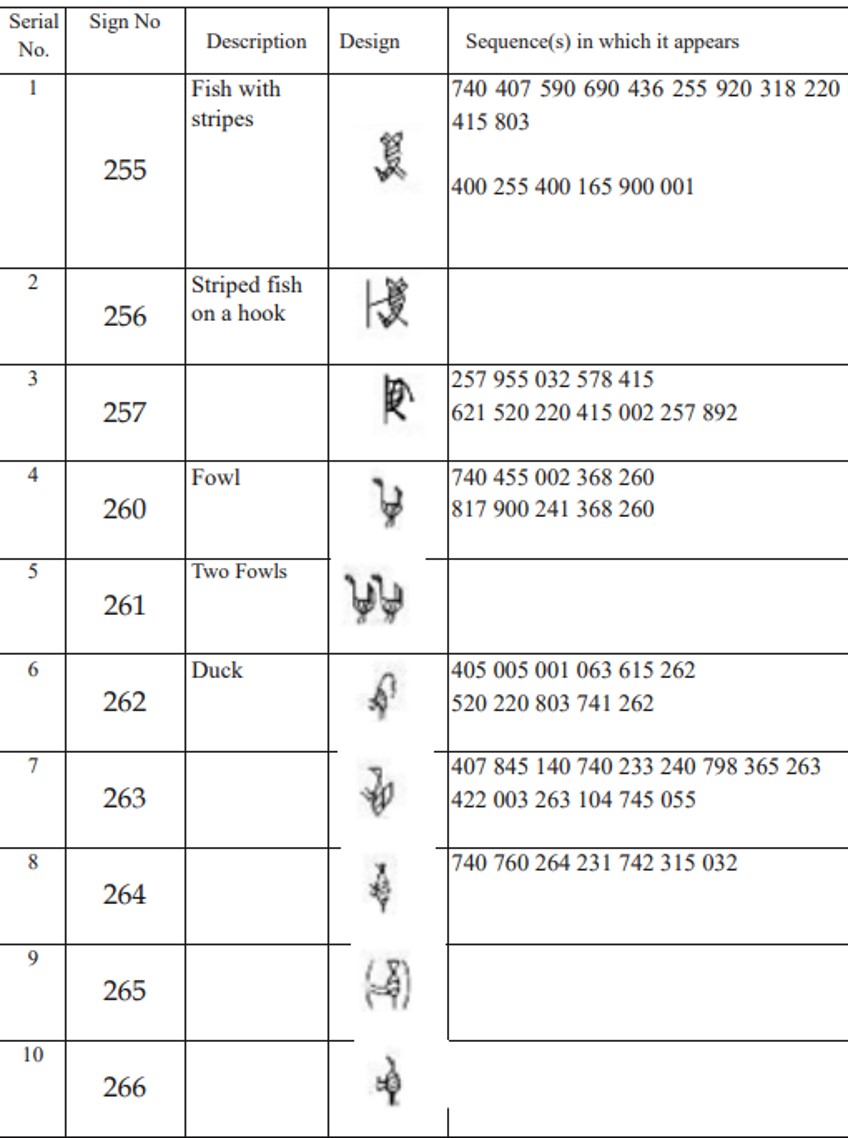 Serial No. Sign No Description Design Sequence(s) in which it appears
1 255 Fish with stripes 740 407 590 690 436 255 920 318 220
415 803
400 255 400 165 900 001
2 256 Striped fish on a hook
3 257 257 955 032 578 415
621 520 220 415 002 257 892
4 260 Fowl 740 455 002 368 260
817 900 241 368 260
5 261 Two Fowls
6 262 Duck 405 005 001 063 615 262
520 220 803 741 262
7 263 407 845 140 740 233 240 798 365 263
422 003 263 104 745 055
8 264 740 760 264 231 742 315 032
9 265
10 266